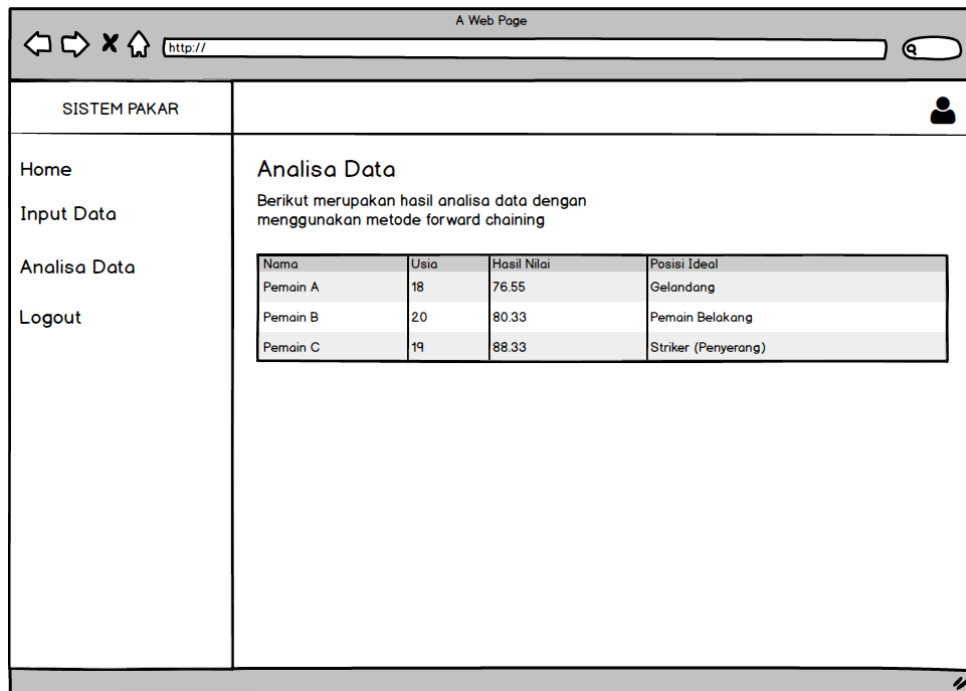 A Web Page
http://
SISTEM PAKAR
Home
Input Data
Analisa Data
Logout
Analisa Data
Berikut merupakan hasil analisa data dengan
menggunakan metode forward chaining
Nama Usia Hasil Nilai Posisi Ideal
Pemain A 18 76.55 Gelandang
Pemain B 20 80.33 Pemain Belakang
Pemain C 19 88.33 Striker (Penyerang)